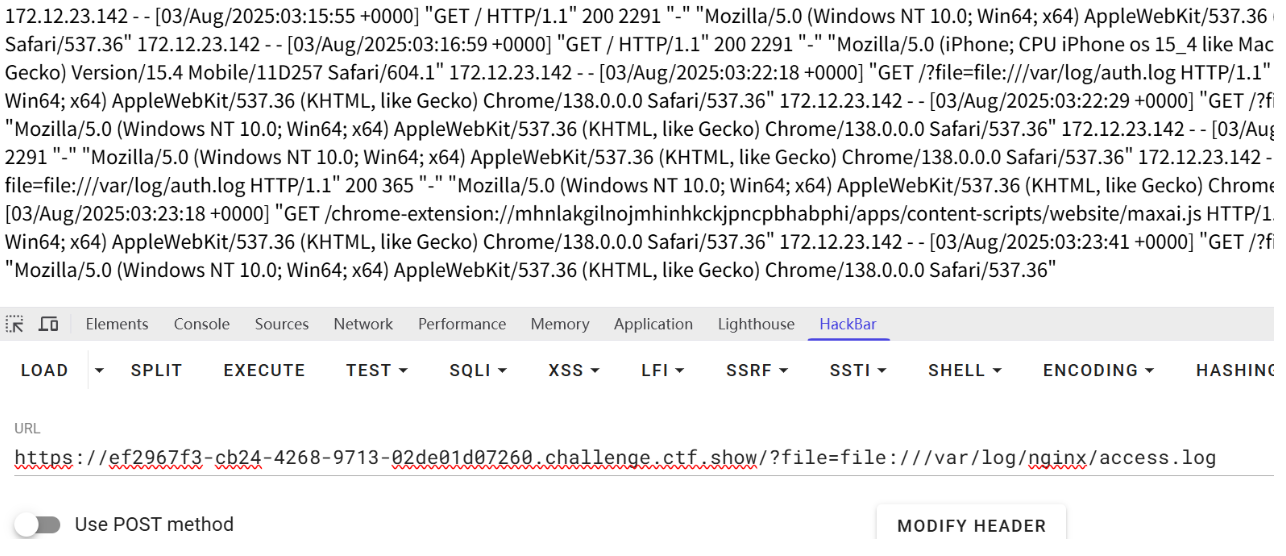 172.12.23.142 - - [03/Aug/2025:03:15:55 +0000] "GET / HTTP/1.1" 200 2291 "-" "Mozilla/5.0 (Windows NT 10.0; Win64; x64) AppleWebKit/537.36 (
Safari/537.36" 172.12.23.142 - - [03/Aug/2025:03:16:59 +0000] "GET / HTTP/1.1" 200 2291 "-" "Mozilla/5.0 (iPhone; CPU iPhone os 15_4 like Mac
Gecko) Version/15.4 Mobile/11D257 Safari/604.1" 172.12.23.142 - - [03/Aug/2025:03:22:18 +0000] "GET /?file=file:///var/log/auth.log HTTP/1.1"
Win64; x64) AppleWebKit/537.36 (KHTML, like Gecko) Chrome/138.0.0.0 Safari/537.36" 172.12.23.142 - - [03/Aug/2025:03:22:29 +0000] "GET /?fi
"Mozilla/5.0 (Windows NT 10.0; Win64; x64) AppleWebKit/537.36 (KHTML, like Gecko) Chrome/138.0.0.0 Safari/537.36" 172.12.23.142 - - [03/Aug
2291 "-" "Mozilla/5.0 (Windows NT 10.0; Win64; x64) AppleWebKit/537.36 (KHTML, like Gecko) Chrome/138.0.0.0 Safari/537.36" 172.12.23.142 -
file=file:///var/log/auth.log HTTP/1.1" 200 365 "-" "Mozilla/5.0 (Windows NT 10.0; Win64; x64) AppleWebKit/537.36 (KHTML, like Gecko) Chrome
[03/Aug/2025:03:23:18 +0000] "GET /chrome-extension://mhnlakgilnojmhinhkckjpncpbhabphi/apps/content-scripts/website/maxai.js HTTP/1.
Win64; x64) AppleWebKit/537.36 (KHTML, like Gecko) Chrome/138.0.0.0 Safari/537.36" 172.12.23.142 - - [03/Aug/2025:03:23:41 +0000] "GET /?fi
"Mozilla/5.0 (Windows NT 10.0; Win64; x64) AppleWebKit/537.36 (KHTML, like Gecko) Chrome/138.0.0.0 Safari/537.36"
Elements Console Sources Network Performance Memory Application Lighthouse HackBar
LOAD SPLIT EXECUTE TEST SQLI XSS LFI SSRF SSTI SHELL ENCODING HASHING
URL
https://ef2967f3-cb24-4268-9713-02de01d07260.challenge.ctf.show/?file=file:///var/log/nginx/access.log
Use POST method MODIFY HEADER